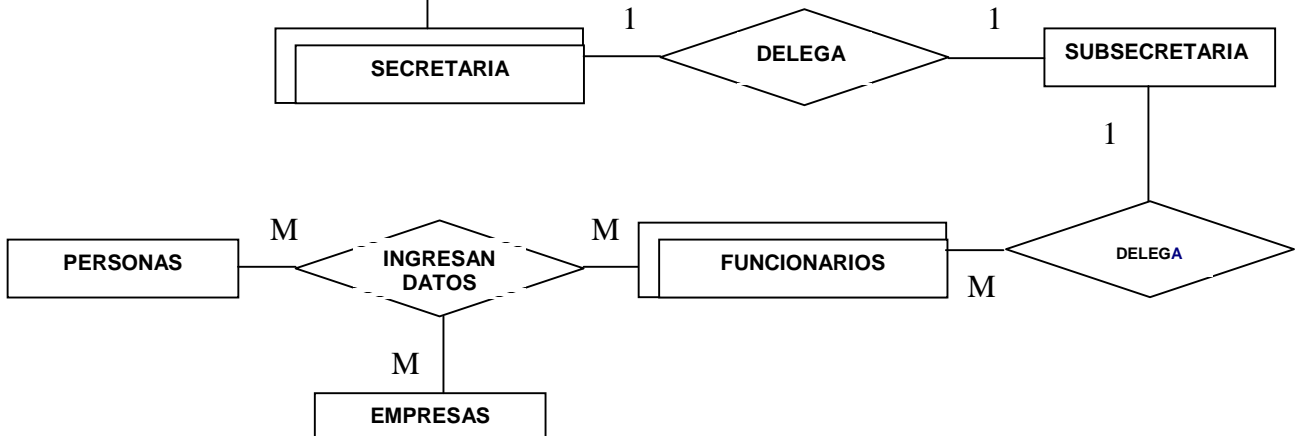 1
1
SECRETARIA
DELEGA
SUBSECRETARIA
1
M
M
PERSONAS
INGRESAN
DATOS
FUNCIONARIOS
DELEGA
M
M
EMPRESAS